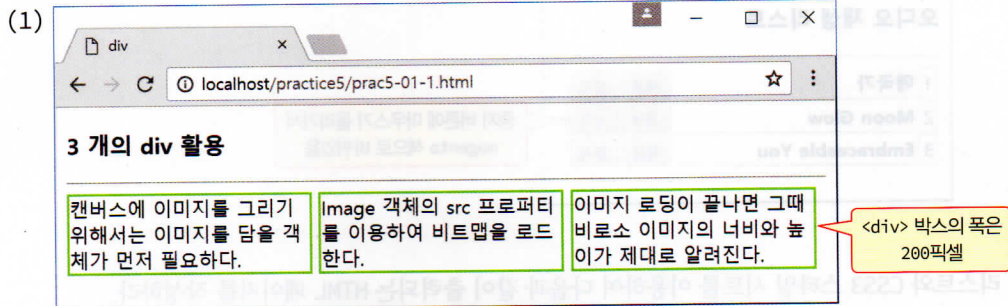 (1)
div ×
localhost/practice5/prac5-01-1.html
3 개의 div 활용
캔버스에 이미지를 그리기
위해서는 이미지를 담을 객
체가 먼저 필요하다.
Image 객체의 src 프로퍼티
를 이용하여 비트맵을 로드
한다.
이미지 로딩이 끝나면 그때
비로소 이미지의 너비와 높
이가 제대로 알려진다.
<div> 박스의 폭은
200픽셀